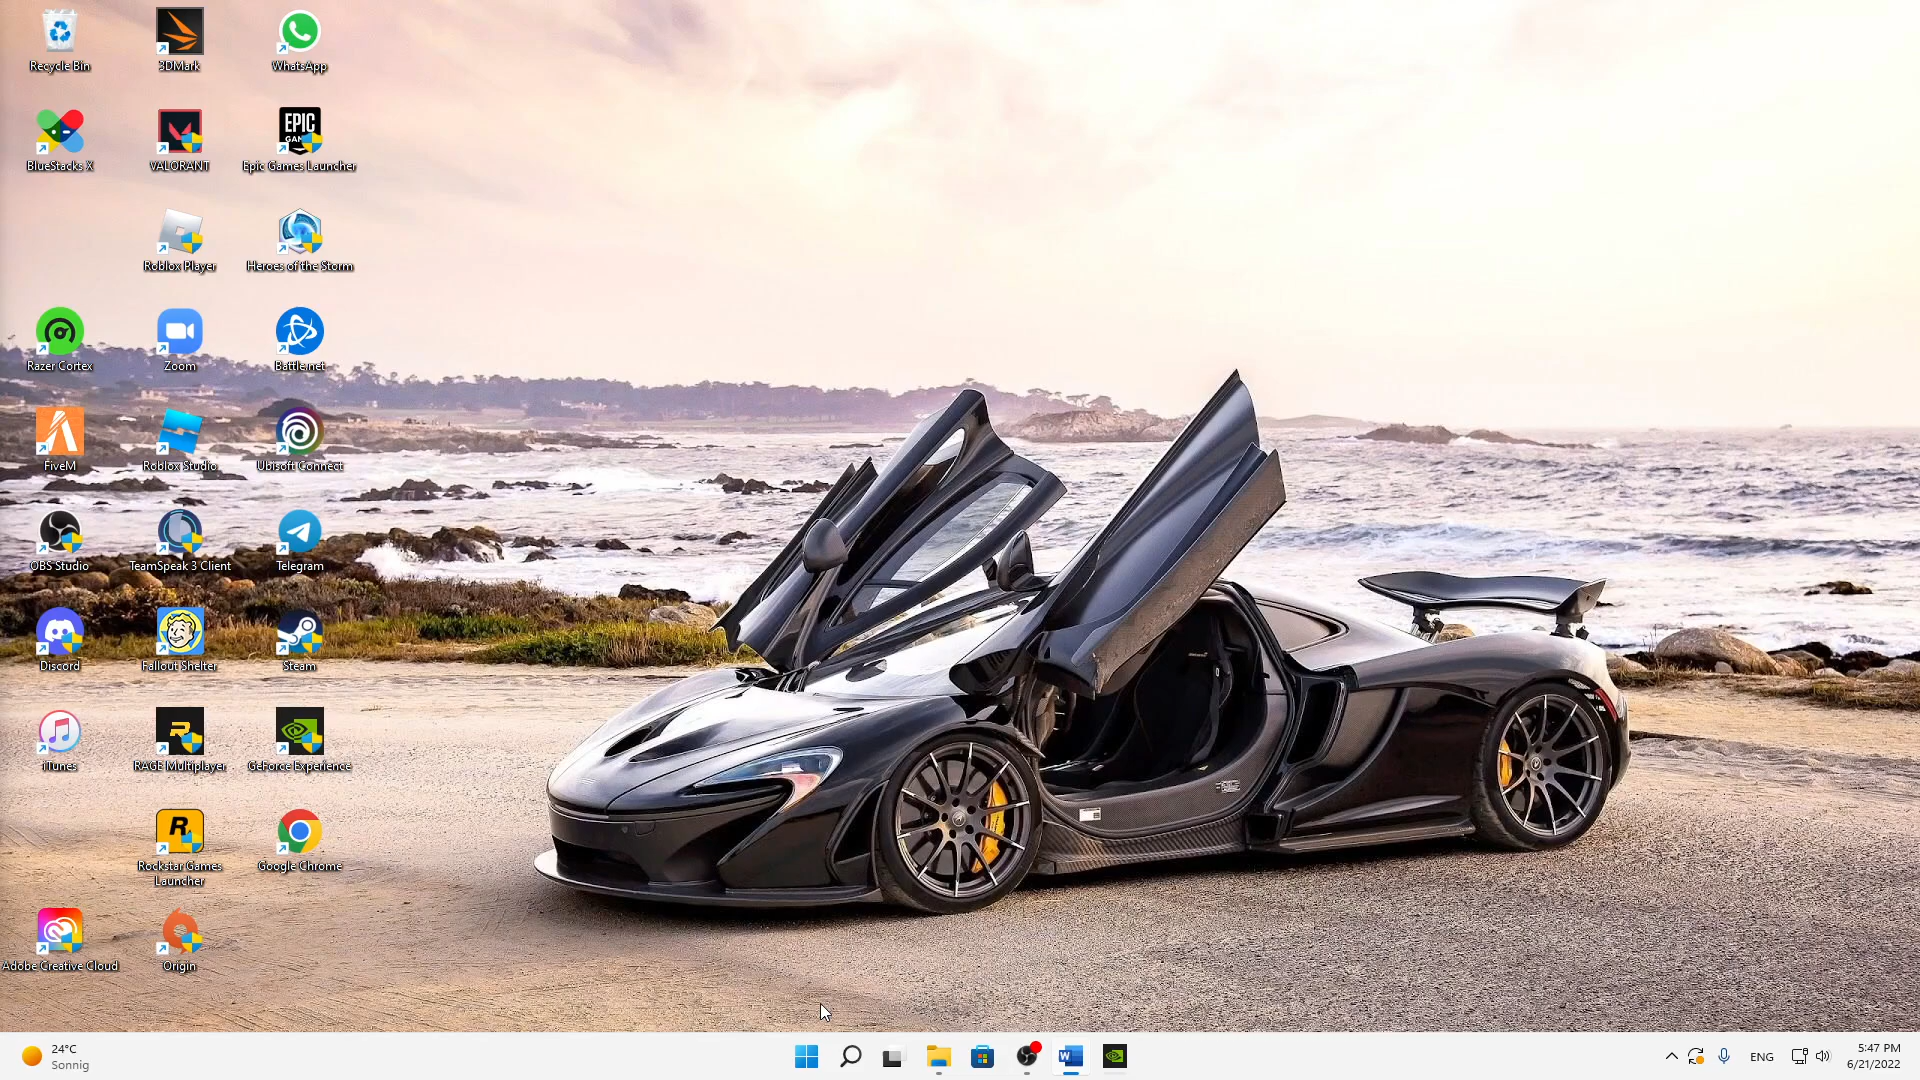 Recycle Bin
3DMark
WhatsApp
BlueStacks X
VALORANT
EPIC
GAMES
Epic Games Launcher
Roblox Player
Heroes of the Storm
Razer Cortex
Zoom
Battle.net
FiveM
Roblox Studio
Ubisoft Connect
OBS Studio
TeamSpeak 3 Client
Telegram
Discord
Fallout Shelter
Steam
iTunes
RAGE Multiplayer
GeForce Experience
Rockstar Games
Launcher
Google Chrome
Adobe Creative Cloud
Origin
24°C
Sonnig
ENG
5:47 PM
6/21/2022